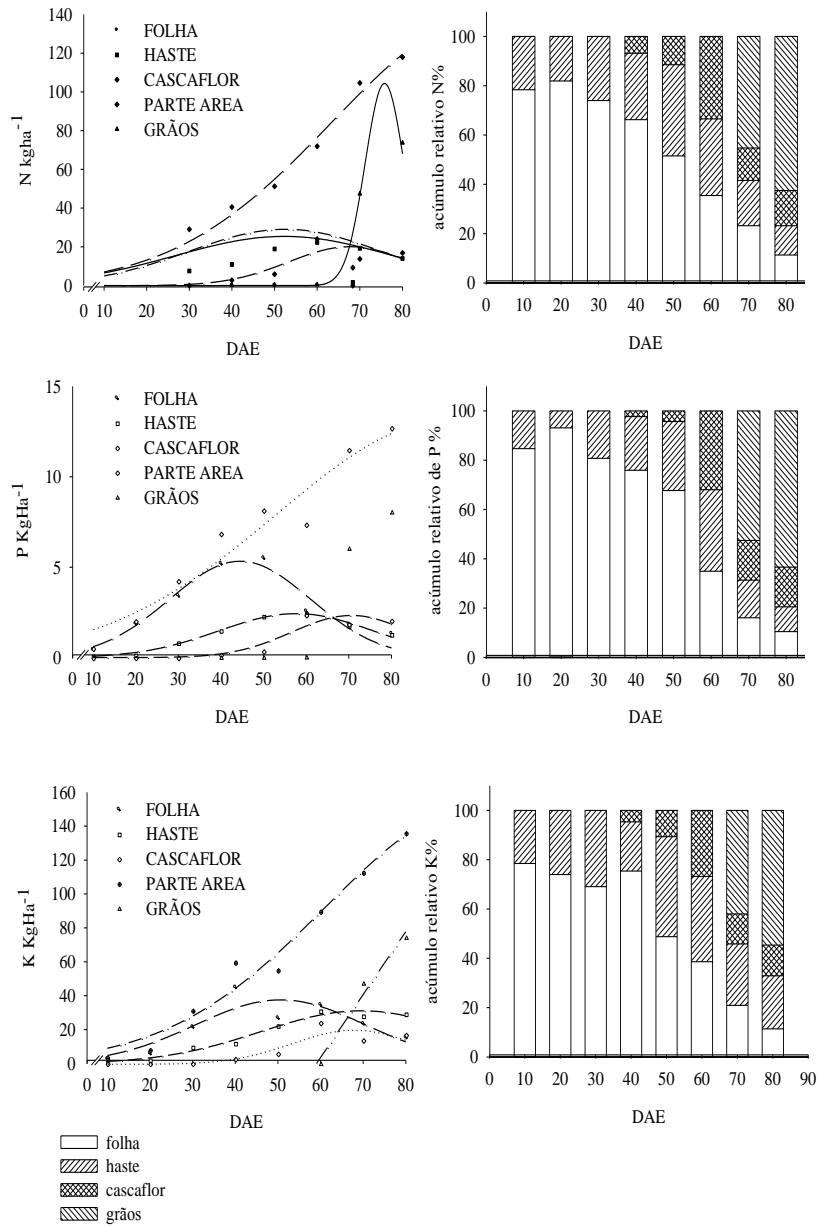 140
120
100
80
60
40
20
0
N kgha-1
FOLHA
HASTE
CASCAFLOR
PARTE AREA
GRÃOS
0 10 20 30 40 50 60 70 80
DAE
100
80
60
40
20
0
acúmulo relativo N%
0 10 20 30 40 50 60 70 80
DAE
15
10
5
0
P KgHa-1
FOLHA
HASTE
CASCAFLOR
PARTE AREA
GRÃOS
0 10 20 30 40 50 60 70 80
DAE
100
80
60
40
20
0
acúmulo relativo de P %
0 10 20 30 40 50 60 70 80
DAE
160
140
120
100
80
60
40
20
0
K KgHa-1
FOLHA
HASTE
CASCAFLOR
PARTE AREA
GRÃOS
0 10 20 30 40 50 60 70 80
DAE
100
80
60
40
20
0
acúmulo relativo K%
0 10 20 30 40 50 60 70 80 90
DAE
folha
haste
cascaflor
grãos